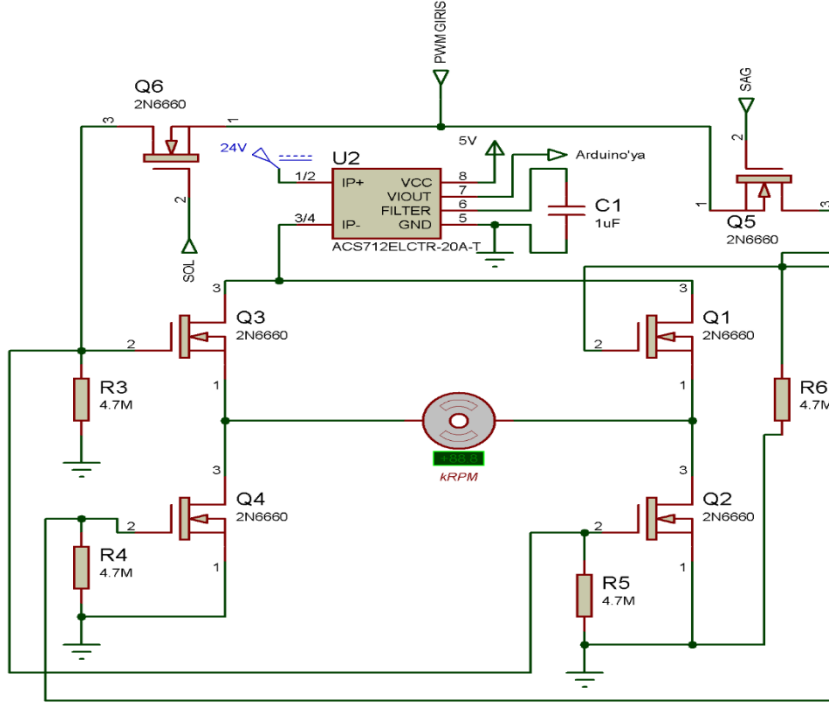 PWM GIRIS
Q6
2N6660
3
1
2
SOL
24V
U2
1/2
3/4
IP+
IP-
VCC
VIOUT
FILTER
GND
8
7
6
5
ACS712ELCTR-20A-T
5V
Arduino'ya
C1
1uF
SAG
2
1
3
Q5
2N6660
3
Q3
2N6660
2
1
3
Q1
2N6660
2
1
R3
4.7M
R6
4.7M
kRPM
3
Q4
2N6660
2
1
3
Q2
2N6660
2
1
R4
4.7M
R5
4.7M